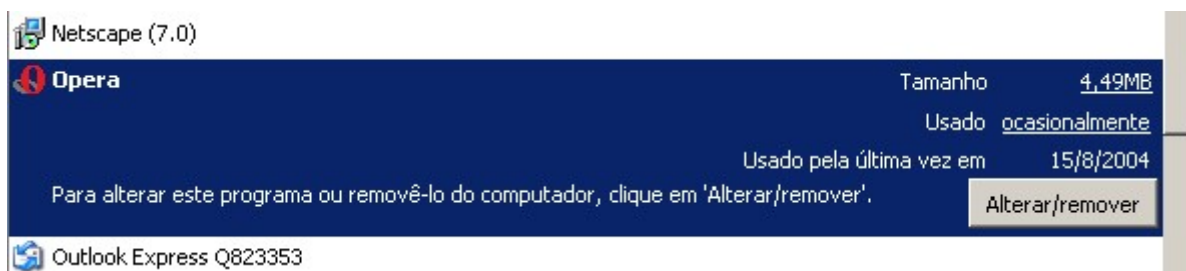 Netscape (7.0)
Opera Tamanho 4,49MB
Usado ocasionalmente
Usado pela última vez em 15/8/2004
Para alterar este programa ou removê-lo do computador, clique em 'Alterar/remover'. Alterar/remover
Outlook Express Q823353